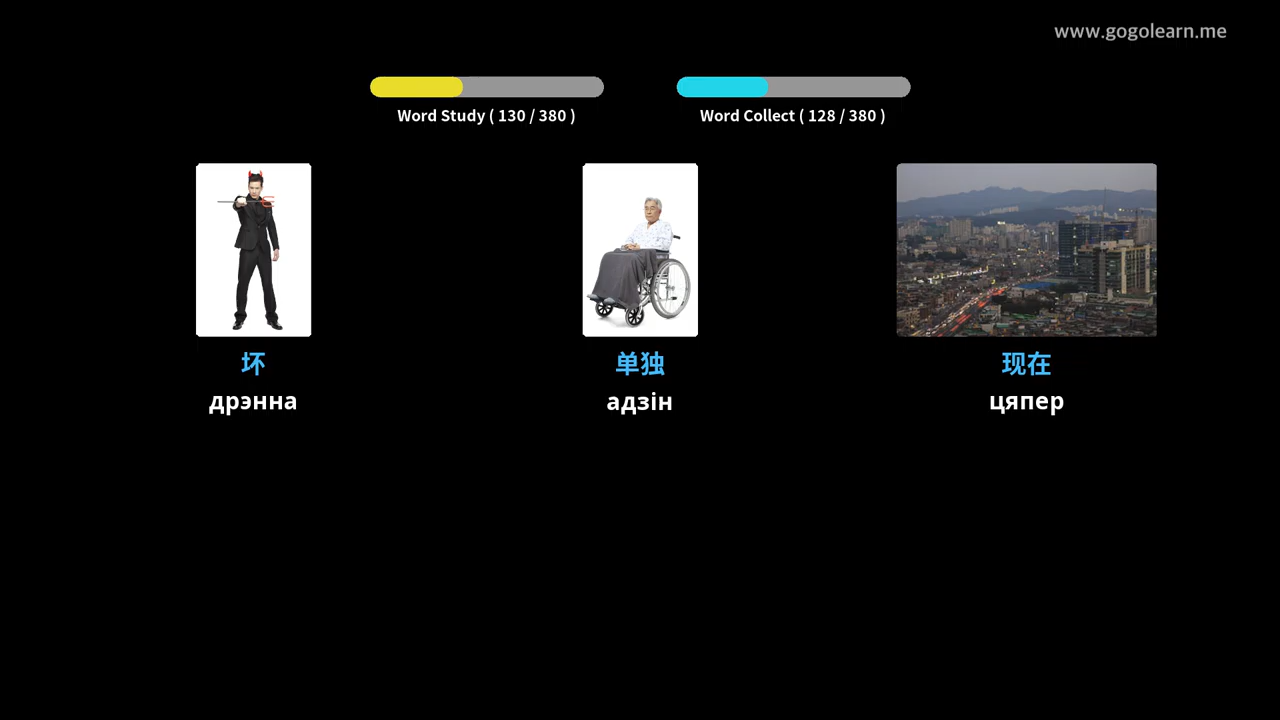 www.gogolearn.me
Word Study ( 130 / 380 )
Word Collect ( 128 / 380 )
坏
дрэнна
单独
адзін
现在
цяпер